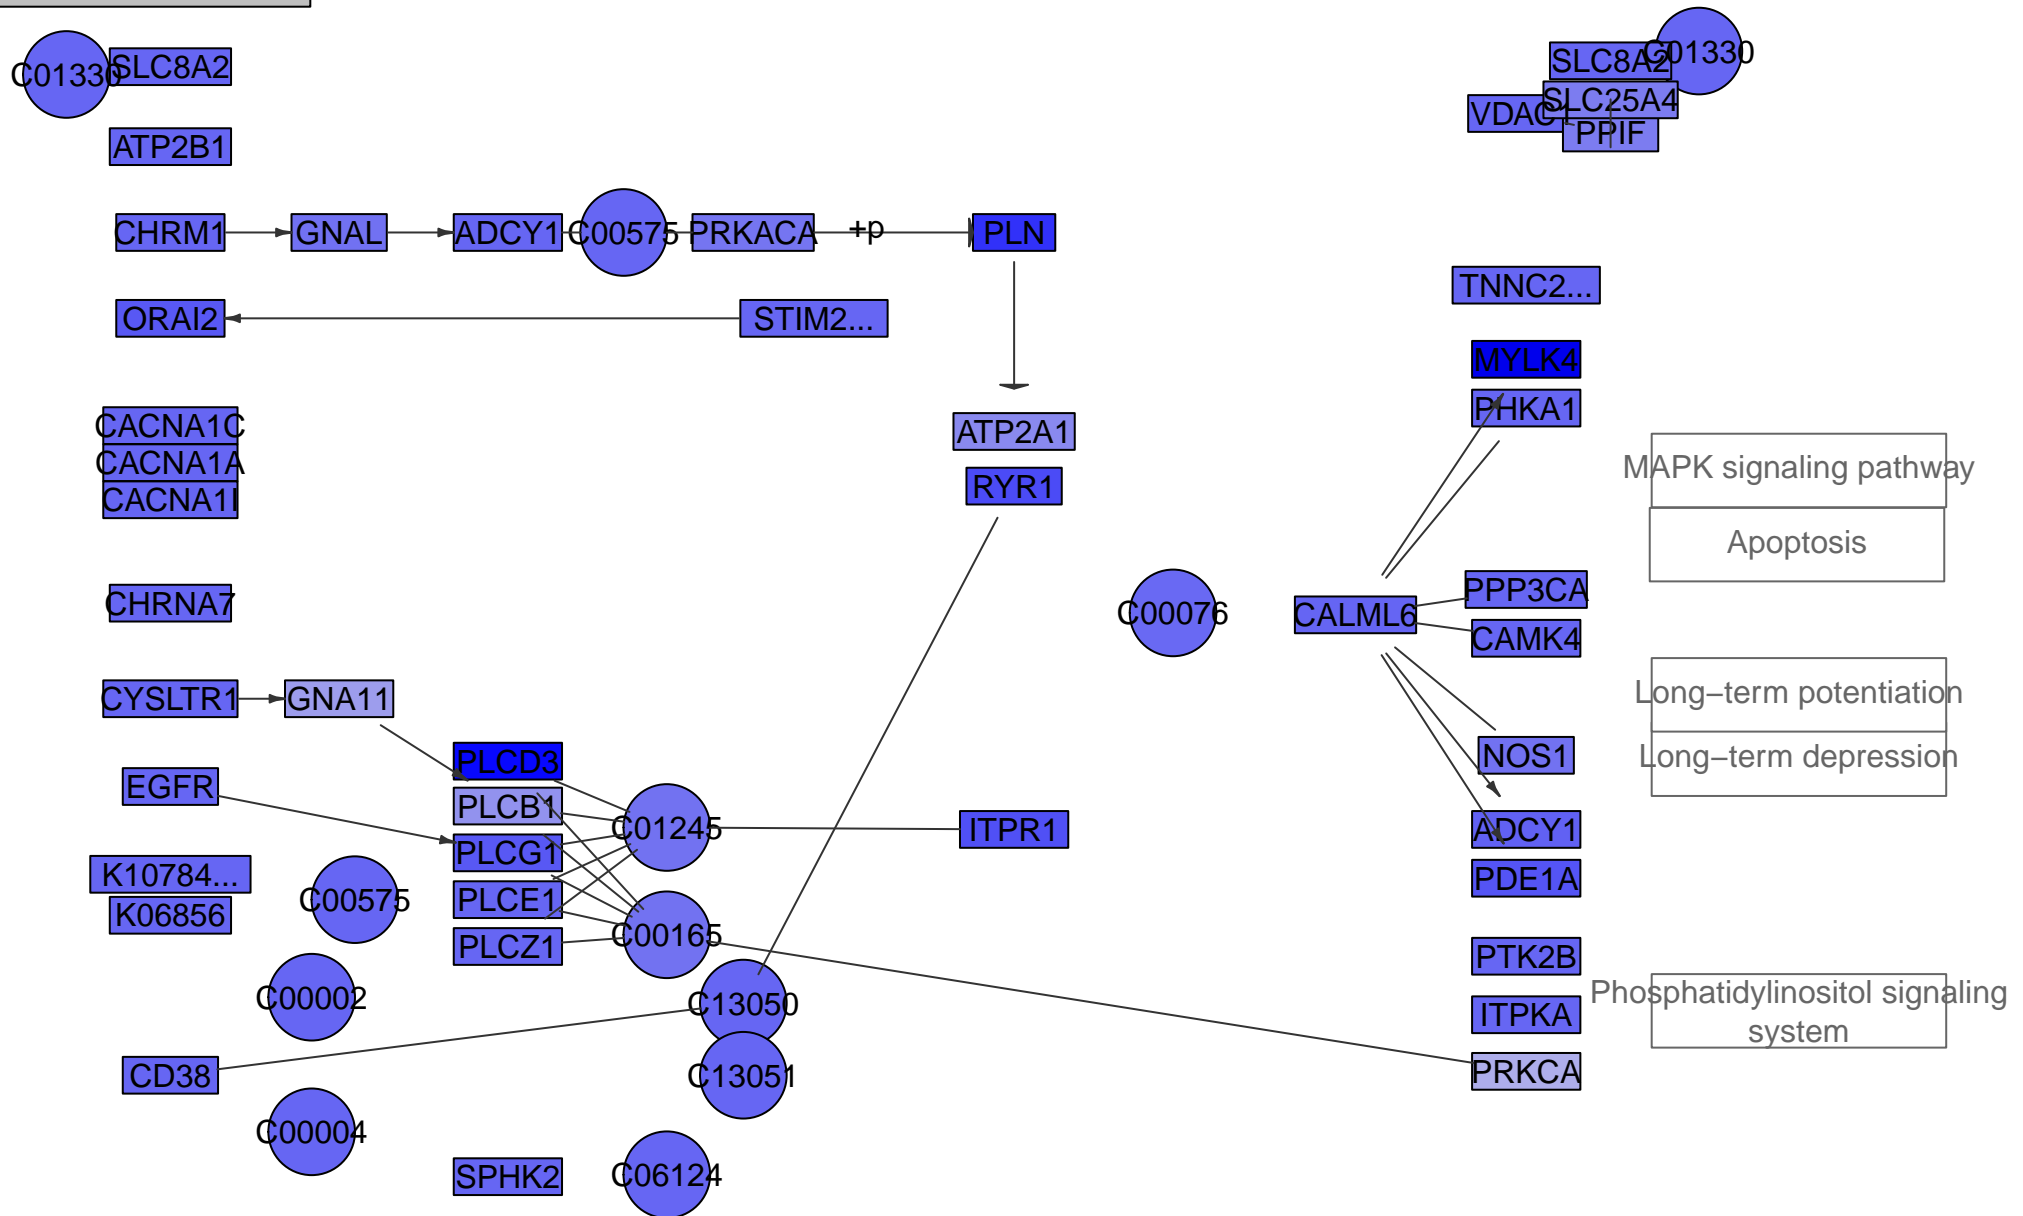 C01330
SLC8A2
SLC8A2
C01330
SLC25A4
VDAC1
PPIF
ATP2B1
CHRM1
GNAL
ADCY1
C00575
PRKACA
+p
PLN
TNNC2...
ORAI2
STIM2...
MYLK4
PHKA1
CACNA1C
CACNA1A
CACNA1I
ATP2A1
RYR1
MAPK signaling pathway
Apoptosis
CHRNA7
C00076
CALML6
PPP3CA
CAMK4
CYSLTR1
GNA11
Long−term potentiation
Long−term depression
PLCD3
NOS1
EGFR
PLCB1
C01245
ITPR1
ADCY1
PLCG1
K10784...
PDE1A
C00575
PLCE1
K06856
C00165
PLCZ1
PTK2B
C00002
C13050
Phosphatidylinositol signaling
system
ITPKA
CD38
C13051
PRKCA
C00004
SPHK2
C06124